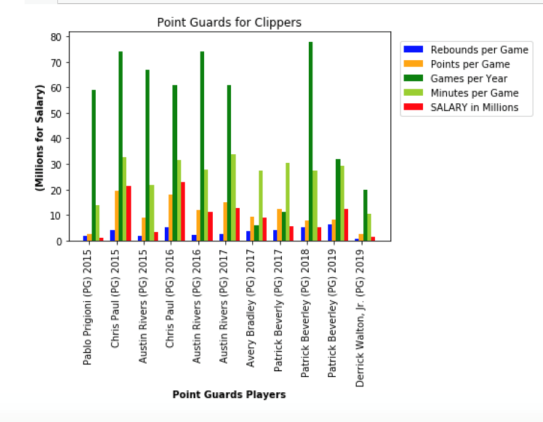 Point Guards for Clippers
80
70
60
50
40
30
20
10
0
(Millions for Salary)
Rebounds per Game
Points per Game
Games per Year
Minutes per Game
SALARY in Millions
Pablo Prigioni (PG) 2015
Chris Paul (PG) 2015
Austin Rivers (PG) 2015
Chris Paul (PG) 2016
Austin Rivers (PG) 2016
Austin Rivers (PG) 2017
Avery Bradley (PG) 2017
Patrick Beverly (PG) 2017
Patrick Beverley (PG) 2018
Patrick Beverley (PG) 2019
Derrick Walton, Jr. (PG) 2019
Point Guards Players